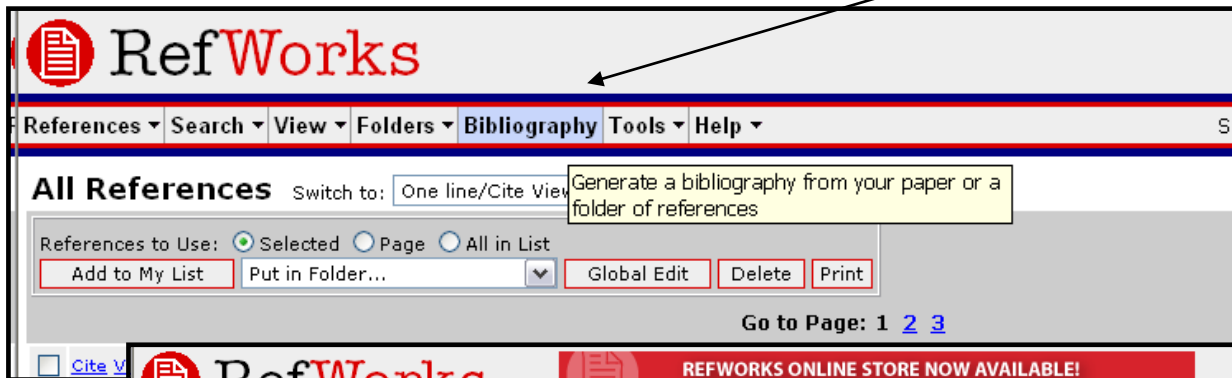 RefWorks
References Search View Folders Bibliography Tools Help S
All References Switch to: One line/Cite View
Generate a bibliography from your paper or a
folder of references
References to Use: Selected Page All in List
Add to My List Put in Folder... Global Edit Delete Print
Go to Page: 1 2 3
Cite V
RefWorks REFWORKS ONLINE STORE NOW AVAILABLE!